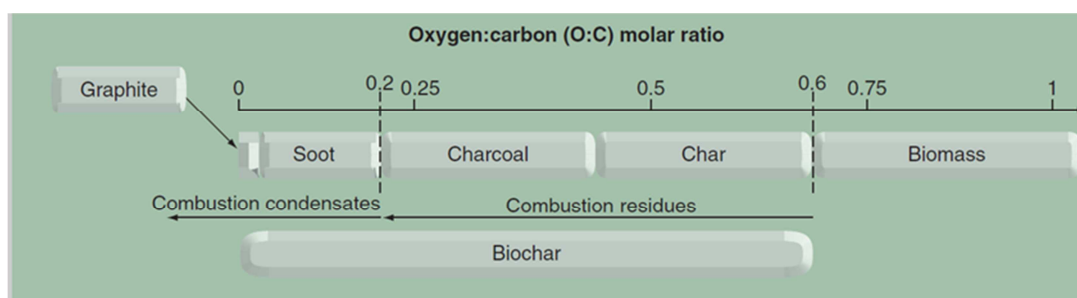 Oxygen:carbon (O:C) molar ratio
Graphite
0 0.2 0.25 0.5 0.6 0.75 1
Soot Charcoal Char Biomass
Combustion condensates Combustion residues
Biochar